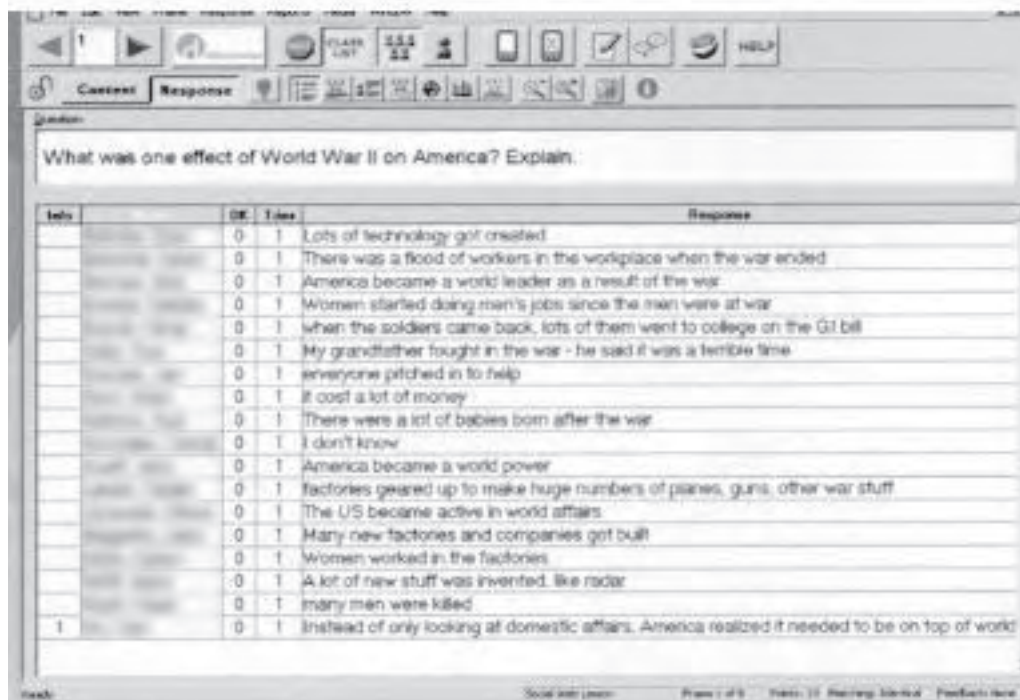 1
CLASS LIST
HELP
Content Response
Question
What was one effect of World War II on America? Explain.
Info OK Tries Response
0 1 Lots of technology got created
0 1 There was a flood of workers in the workplace when the war ended
0 1 America became a world leader as a result of the war
0 1 Women started doing men's jobs since the men were at war
0 1 when the soldiers came back, lots of them went to college on the GI bill
0 1 My grandfather fought in the war - he said it was a terrible time
0 1 erveryone pitched in to help
0 1 it cost a lot of money
0 1 There were a lot of babies born after the war
0 1 I don't know
0 1 America became a world power
0 1 factories geared up to make huge numbers of planes, guns, other war stuff
0 1 The US became active in world affairs
0 1 Many new factories and companies got built
0 1 Women worked in the factories
0 1 A lot of new stuff was invented, like radar
0 1 many men were killed
1 0 1 Instead of only looking at domestic affairs, America realized it needed to be on top of world
Ready